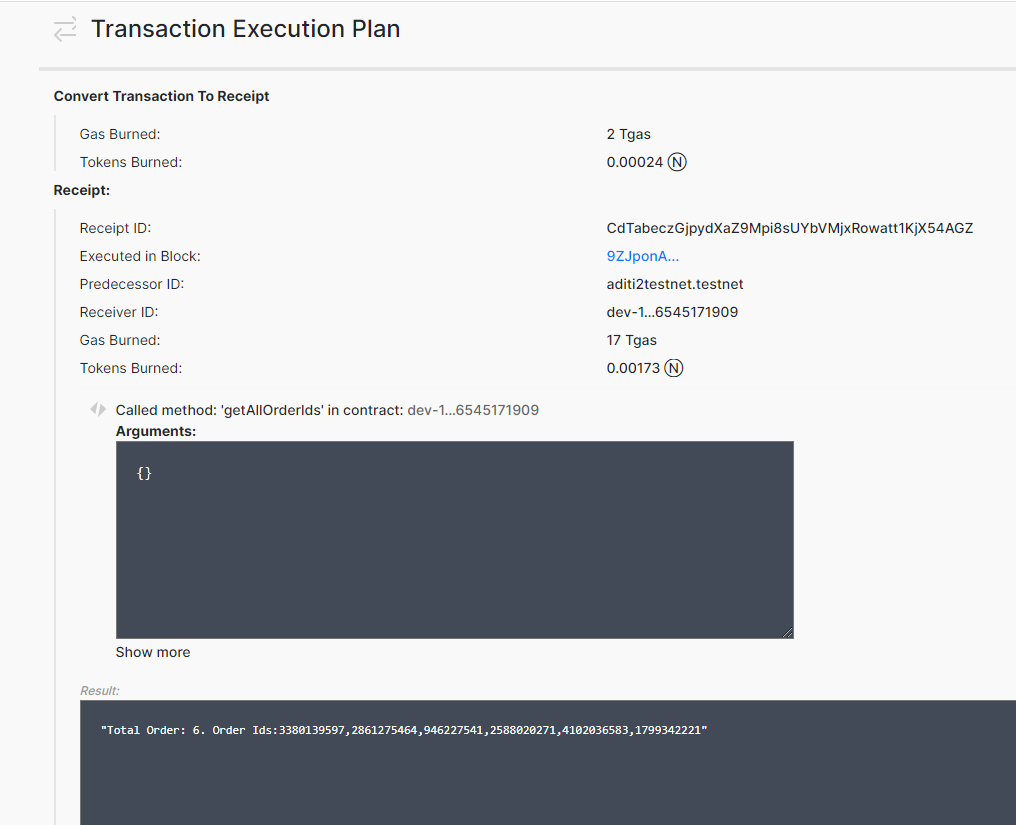 Transaction Execution Plan
Convert Transaction To Receipt
Gas Burned: 2 Tgas
Tokens Burned: 0.00024 Ⓝ
Receipt:
Receipt ID: CdTabeczGjpydXaZ9Mpi8sUYbVMjxRowatt1KjX54AGZ
Executed in Block: 9ZJponA...
Predecessor ID: aditi2testnet.testnet
Receiver ID: dev-1...6545171909
Gas Burned: 17 Tgas
Tokens Burned: 0.00173 Ⓝ
Called method: 'getAllOrderIds' in contract: dev-1...6545171909
Arguments:
{}
Show more
Result:
"Total Order: 6. Order Ids:3380139597,2861275464,946227541,2588020271,4102036583,1799342221"